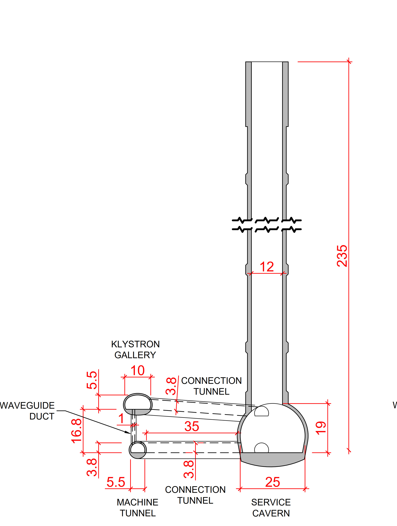 235
12
KLYSTRON
GALLERY
10
5.5
3.8
CONNECTION
TUNNEL
WAVEGUIDE
DUCT
W
16.8
1
35
19
3.8
3.8
5.5
25
CONNECTION
TUNNEL
MACHINE
TUNNEL
SERVICE
CAVERN